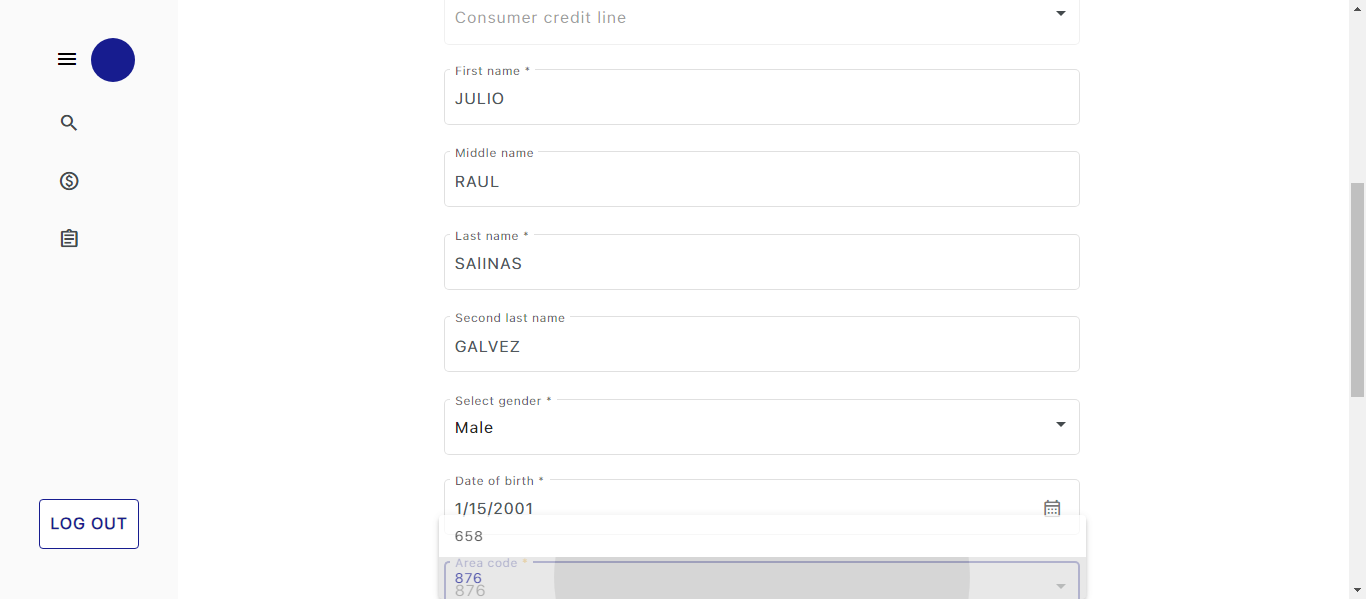 Consumer credit line
First name *
JULIO
Middle name
RAUL
Last name *
SAlINAS
Second last name
GALVEZ
Select gender *
Male
Date of birth *
1/15/2001
658
Area code *
876
876
LOG OUT